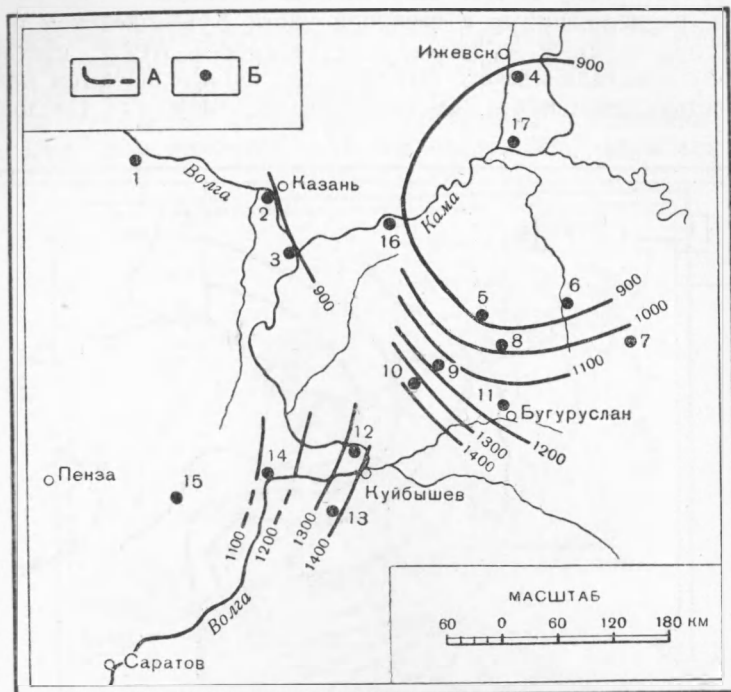 А Б
Ижевск
900
4
17
1
Волга
Казань
2
Кама
16
3
900
5
6
900
1000
8
7
9
1100
10
11
Бугуруслан
1300
1200
1400
12
Пенза
14
15
Куйбышев
13
1100
1200
1300
1400
Волга
Саратов
МАСШТАБ
60 0 60 120 180 км